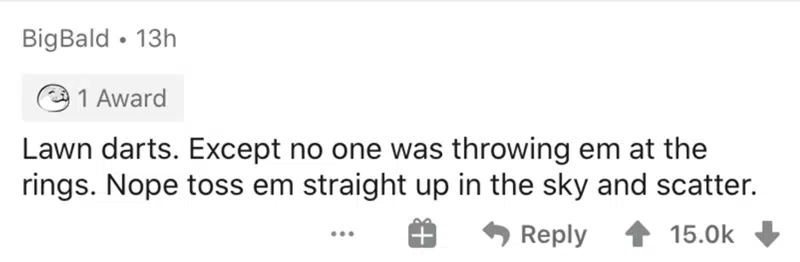 BigBald • 13h
1 Award
Lawn darts. Except no one was throwing em at the
rings. Nope toss em straight up in the sky and scatter.
... Reply 15.0k